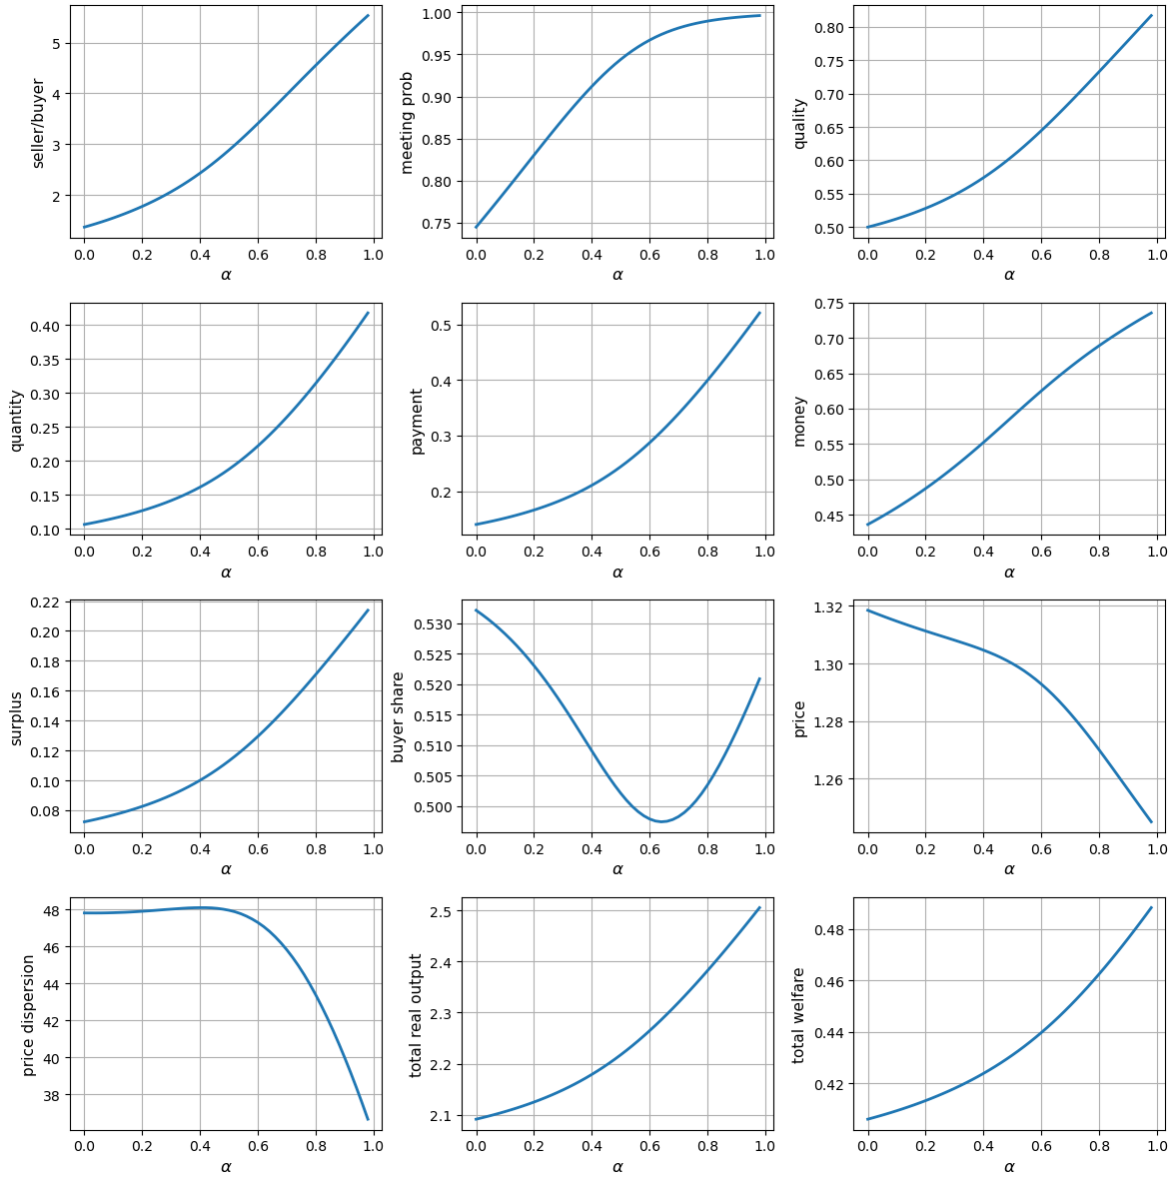 seller/buyer
5
4
3
2
0.0 0.2 0.4 0.6 0.8 1.0
α
meeting prob
1.00
0.95
0.90
0.85
0.80
0.75
0.0 0.2 0.4 0.6 0.8 1.0
α
quality
0.80
0.75
0.70
0.65
0.60
0.55
0.50
0.0 0.2 0.4 0.6 0.8 1.0
α
quantity
0.40
0.35
0.30
0.25
0.20
0.15
0.10
0.0 0.2 0.4 0.6 0.8 1.0
α
payment
0.5
0.4
0.3
0.2
0.0 0.2 0.4 0.6 0.8 1.0
α
money
0.75
0.70
0.65
0.60
0.55
0.50
0.45
0.0 0.2 0.4 0.6 0.8 1.0
α
surplus
0.22
0.20
0.18
0.16
0.14
0.12
0.10
0.08
0.0 0.2 0.4 0.6 0.8 1.0
α
buyer share
0.530
0.525
0.520
0.515
0.510
0.505
0.500
0.0 0.2 0.4 0.6 0.8 1.0
α
price
1.32
1.30
1.28
1.26
0.0 0.2 0.4 0.6 0.8 1.0
α
price dispersion
48
46
44
42
40
38
0.0 0.2 0.4 0.6 0.8 1.0
α
total real output
2.5
2.4
2.3
2.2
2.1
0.0 0.2 0.4 0.6 0.8 1.0
α
total welfare
0.48
0.46
0.44
0.42
0.0 0.2 0.4 0.6 0.8 1.0
α